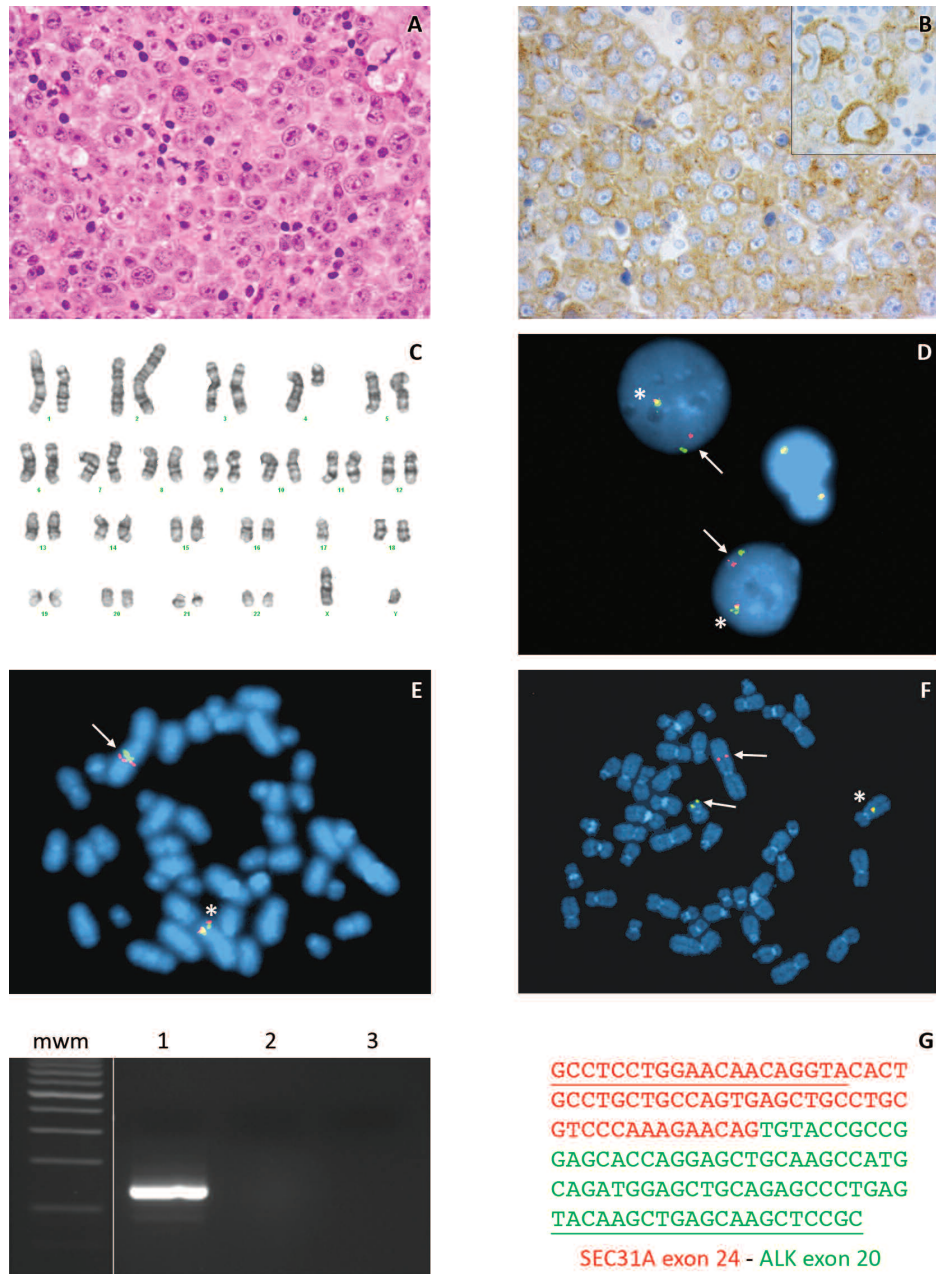 A
B
C
1 2 3 4 5
6 7 8 9 10 11 12
13 14 15 16 17 18
19 20 21 22 X Y
D
*
*
E
*
F
*
mwm 1 2 3
G
GCCTCCTGGAACAACAGGTACACT
GCCTGCTGCCAGTGAGCTGCCTGC
GTCCCAAAGAACAGTGTACCGCCG
GAGCACCAGGAGCTGCAAGCCATG
CAGATGGAGCTGCAGAGCCCTGAG
TACAAGCTGAGCAAGCTCCGC
SEC31A exon 24 - ALK exon 20